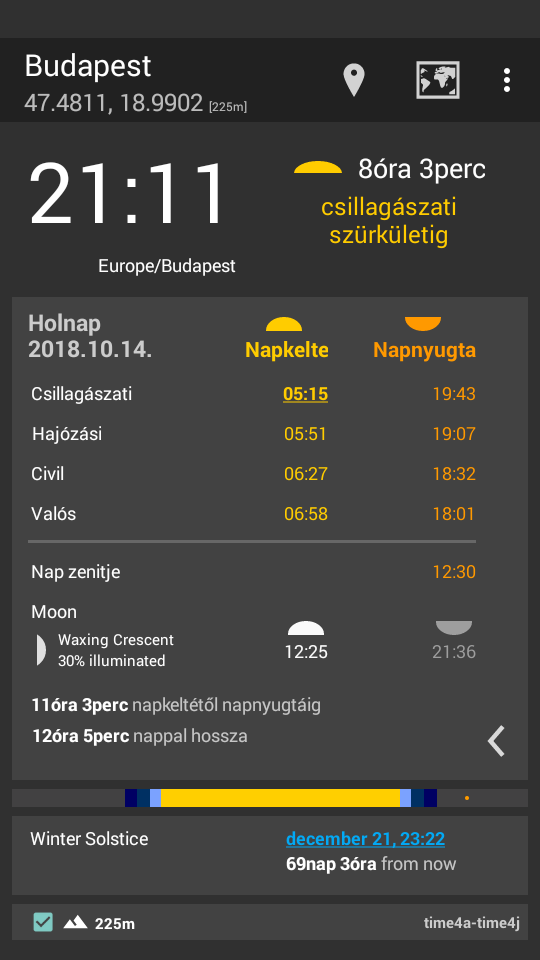 Budapest
47.4811, 18.9902 [225m]
21:11
8óra 3perc
csillagászati
szürkületig
Europe/Budapest
Holnap
2018.10.14.
Napkelte
Napnyugta
Csillagászati 05:15 19:43
Hajózási 05:51 19:07
Civil 06:27 18:32
Valós 06:58 18:01
Nap zenitje 12:30
Moon
Waxing Crescent
30% illuminated
12:25 21:36
11óra 3perc napkeltétől napnyugtáig
12óra 5perc nappal hossza
Winter Solstice december 21, 23:22
69nap 3óra from now
225m time4a-time4j